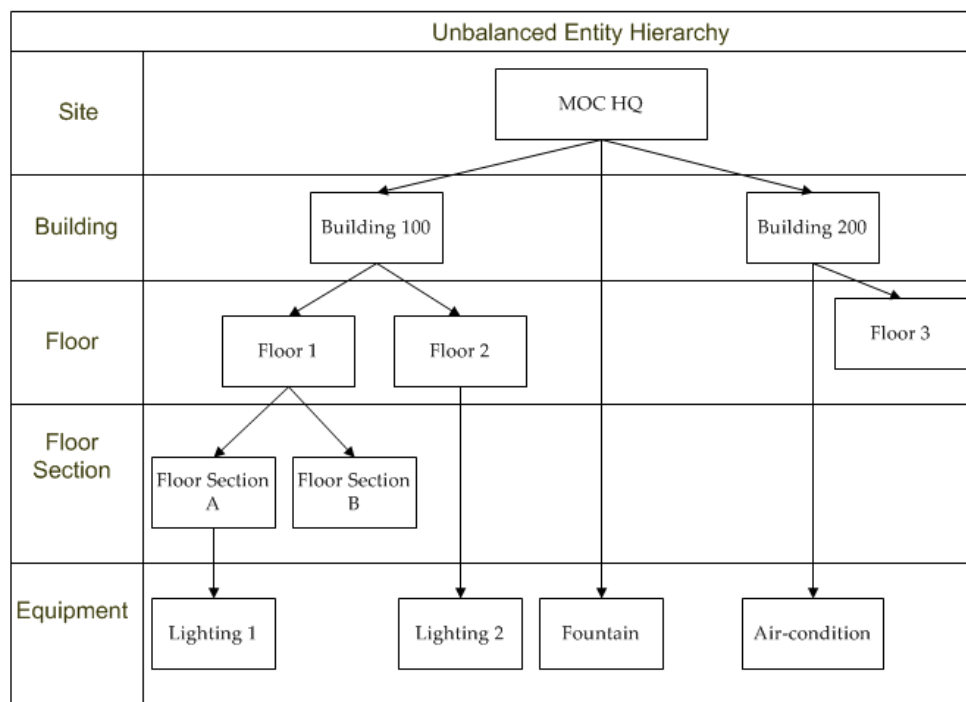 Unbalanced Entity Hierarchy
Site
MOC HQ
Building
Building 100
Building 200
Floor
Floor 1
Floor 2
Floor 3
Floor
Section
Floor Section
A
Floor Section
B
Equipment
Lighting 1
Lighting 2
Fountain
Air-condition